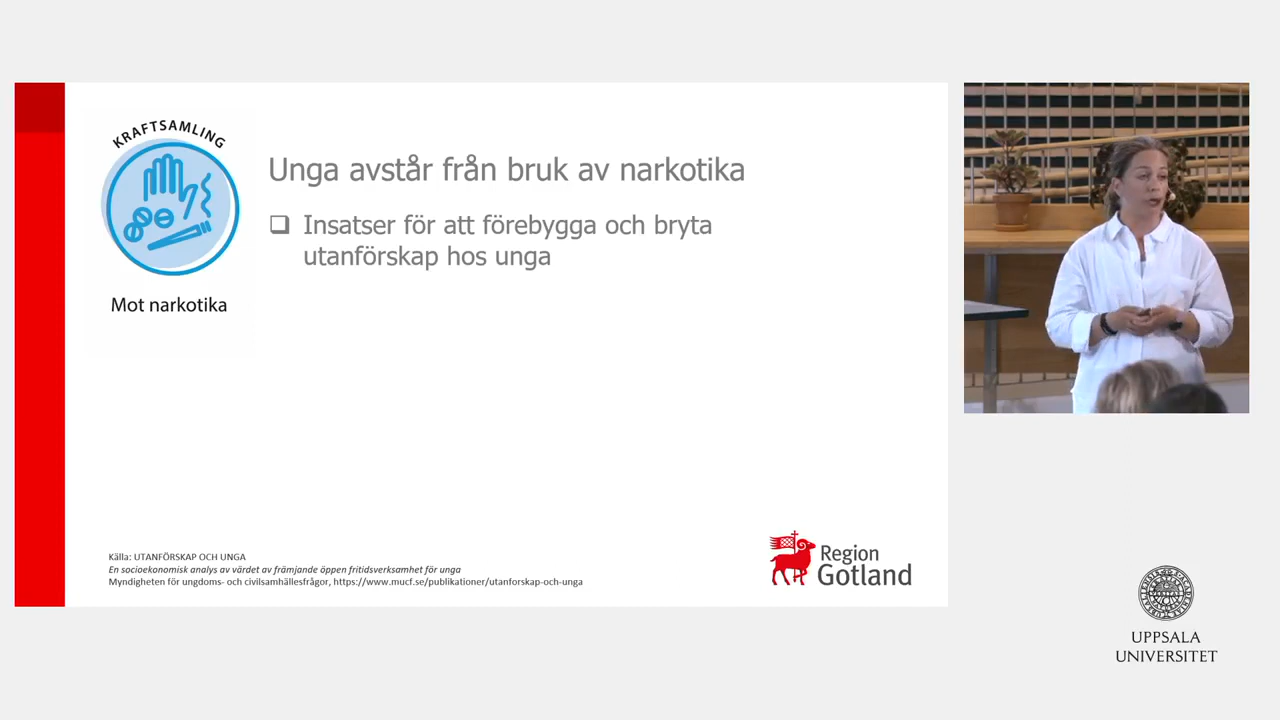 KRAFTSAMLING
Mot narkotika
Unga avstår från bruk av narkotika
Insatser för att förebygga och bryta
utanförskap hos unga
Källa: UTANFÖRSKAP OCH UNGA
En socioekonomisk analys av värdet av främjande öppen fritidsverksamhet för unga
Myndigheten för ungdoms- och civilsamhällesfrågor, https://www.mucf.se/publikationer/utanforskap-och-unga
Region
Gotland
UPPSALA
UNIVERSITET